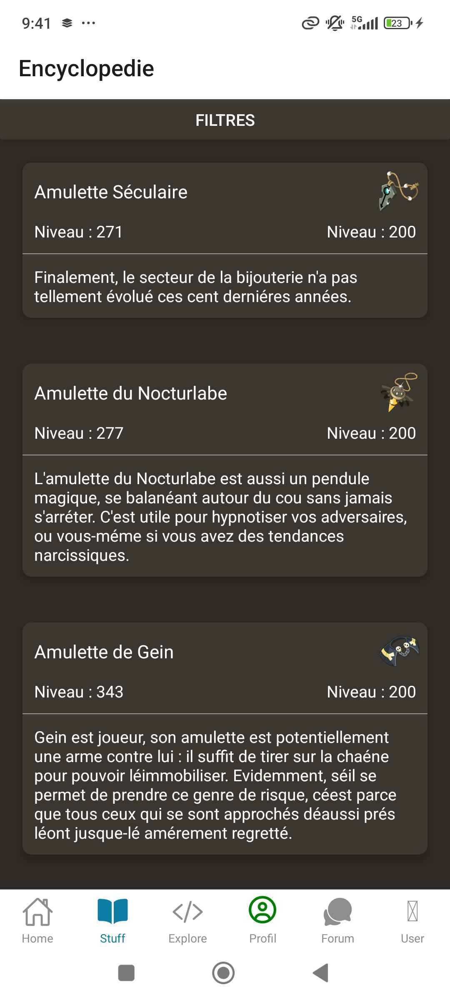 9:41
5G
23
Encyclopedie
FILTRES
Amulette Séculaire
Niveau : 271 Niveau : 200
Finalement, le secteur de la bijouterie n'a pas
tellement évolué ces cent derniéres années.
Amulette du Nocturlabe
Niveau : 277 Niveau : 200
L'amulette du Nocturlabe est aussi un pendule
magique, se balanéant autour du cou sans jamais
s'arréter. C'est utile pour hypnotiser vos adversaires,
ou vous-méme si vous avez des tendances
narcissiques.
Amulette de Gein
Niveau : 343 Niveau : 200
Gein est joueur, son amulette est potentiellement
une arme contre lui : il suffit de tirer sur la chaéne
pour pouvoir léimmobiliser. Evidemment, séil se
permet de prendre ce genre de risque, céest parce
que tous ceux qui se sont approchés déaussi prés
léont jusque-lé amérement regretté.
Home Stuff Explore Profil Forum User